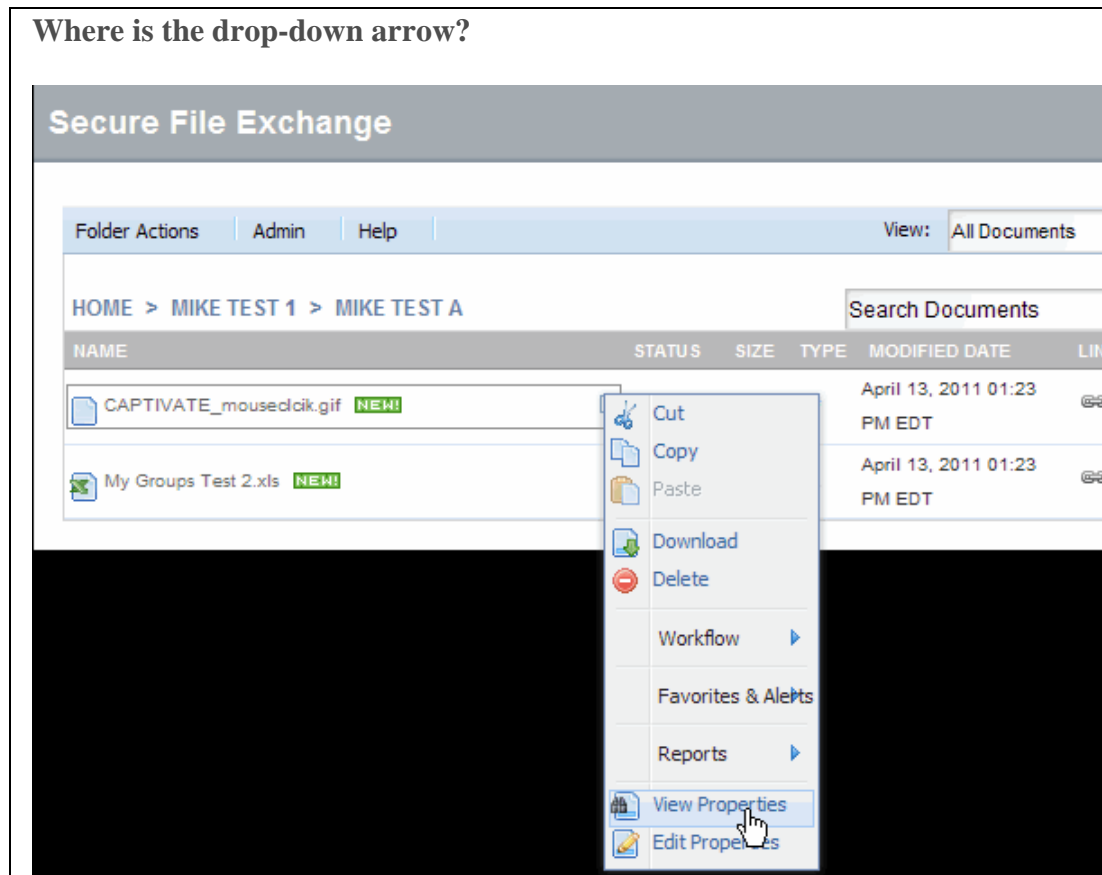 Where is the drop-down arrow?
Secure File Exchange
Folder Actions Admin Help View: All Documents
HOME > MIKE TEST 1 > MIKE TEST A Search Documents
NAME STATUS SIZE TYPE MODIFIED DATE
CAPTIVATE_mouseclcik.gif NEW! April 13, 2011 01:23
PM EDT
My Groups Test 2.xls NEW! April 13, 2011 01:23
PM EDT
Cut
Copy
Paste
Download
Delete
Workflow
Favorites & Alerts
Reports
View Properties
Edit Properties